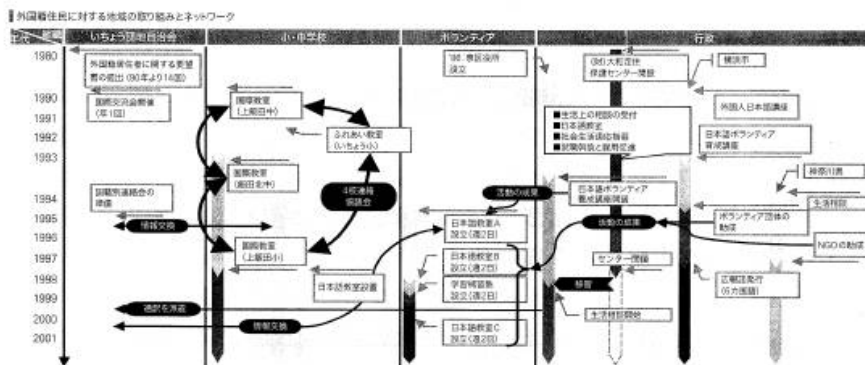 外国籍住民に対する地域の取り組みとネットワーク
年代
いちょう団地自治会
小・中学校
ボランティア
行政
1980
1990
1991
1992
1993
1994
1995
1996
1998
1999
2000
2001
外国籍居住者に関する要望
書の提出(90年より14回)
国際交流会開催
(年1回)
国籍別連絡会の
準備
情報交換
通訳を派遣
情報交換
国際教室
(上飯田中)
ふれあい教室
(いちょう小)
国際教室
(飯田北中)
4校連絡
協議会
国際教室
(上飯田小)
日本語教室設置
'86.泉区役所
設立
活動の成果
日本語教室A
設立(週2日)
日本語教室B
設立(週2日)
学習補習塾
設立(週2日)
日本語教室C
設立(週2日)
(財)大和定住
促進センター開設
横浜市
外国人日本語講座
■生活上の相談の受付
■日本語教室
■社会生活適応指導
■就職斡旋と雇用促進
日本語ボランティア
育成講座
神奈川県
日本語ボランティア
養成講座開講
生活相談
活動の成果
ボランティア団体の
助成
NGOの助成
センター閉鎖
移管
広報誌発行
(6カ国語)
生活相談開始